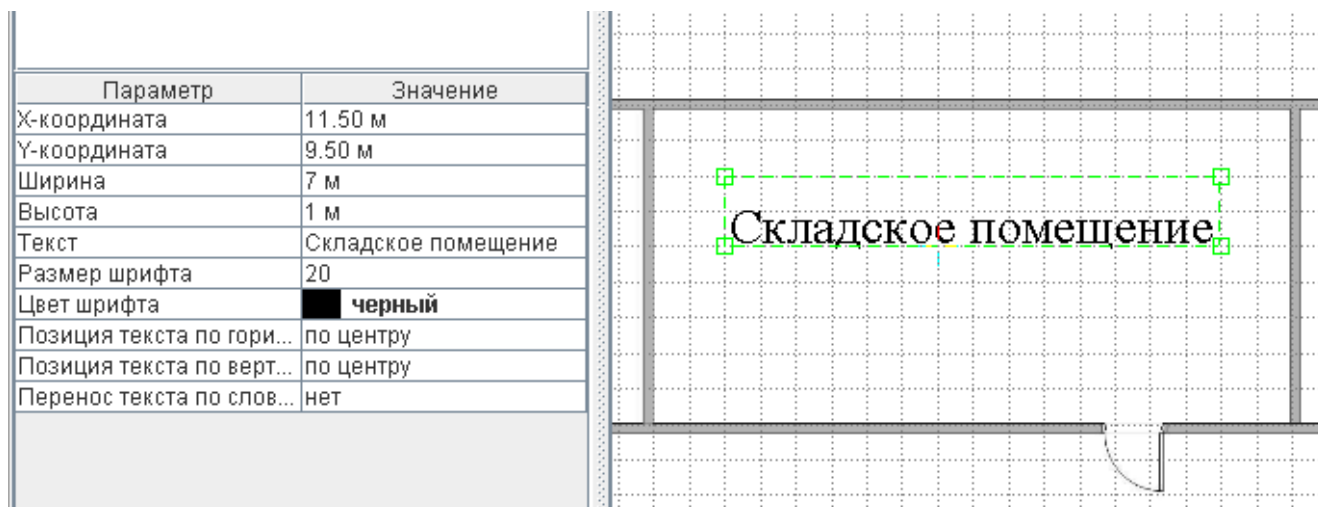 Параметр Значение
X-координата 11.50 м
Y-координата 9.50 м
Ширина 7 м
Высота 1 м
Текст Складское помещение
Размер шрифта 20
Цвет шрифта черный
Позиция текста по гори... по центру
Позиция текста по верт... по центру
Перенос текста по слов... нет
Складское помещение